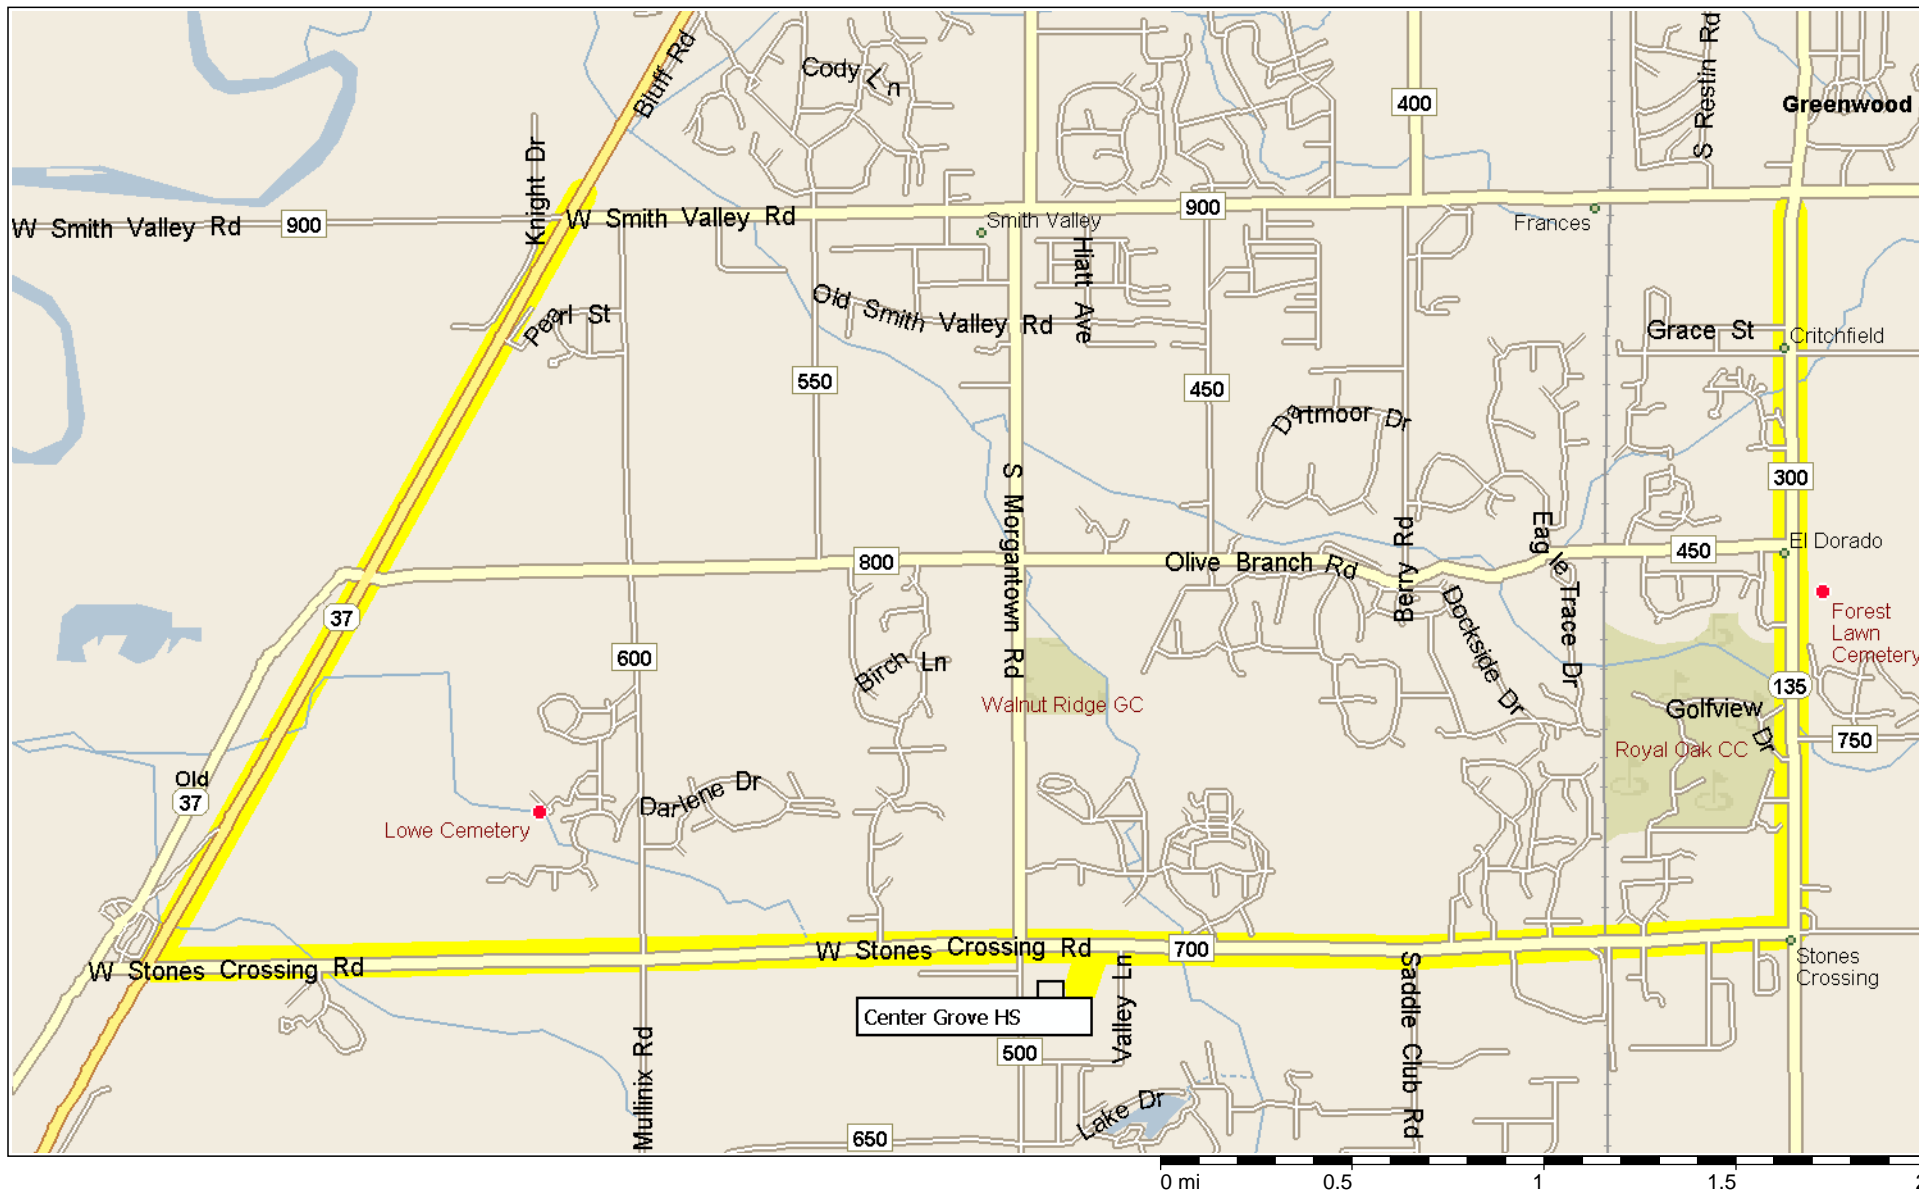 Bluff Rd
Cody Ln
400
S Restin Rd
Greenwood
Knight Dr
W Smith Valley Rd
900
W Smith Valley Rd
900
Smith Valley
Frances
Hiatt Ave
Pearl St
Old Smith Valley Rd
Grace St
Critchfield
550
450
Dartmoor Dr
300
S Morgantown Rd
Berry Rd
Eagle Trace Dr
El Dorado
450
800
Olive Branch Rd
37
Dockside Dr
Forest
Lawn
Cemetery
600
Birch Ln
135
Walnut Ridge GC
Golfview Dr
Royal Oak CC
750
Old
37
Darlene Dr
Lowe Cemetery
W Stones Crossing Rd
700
W Stones Crossing Rd
Stones
Crossing
Valley Ln
Saddle Club Rd
Center Grove HS
500
Mullinix Rd
Lake Dr
650
0 mi
0.5
1
1.5